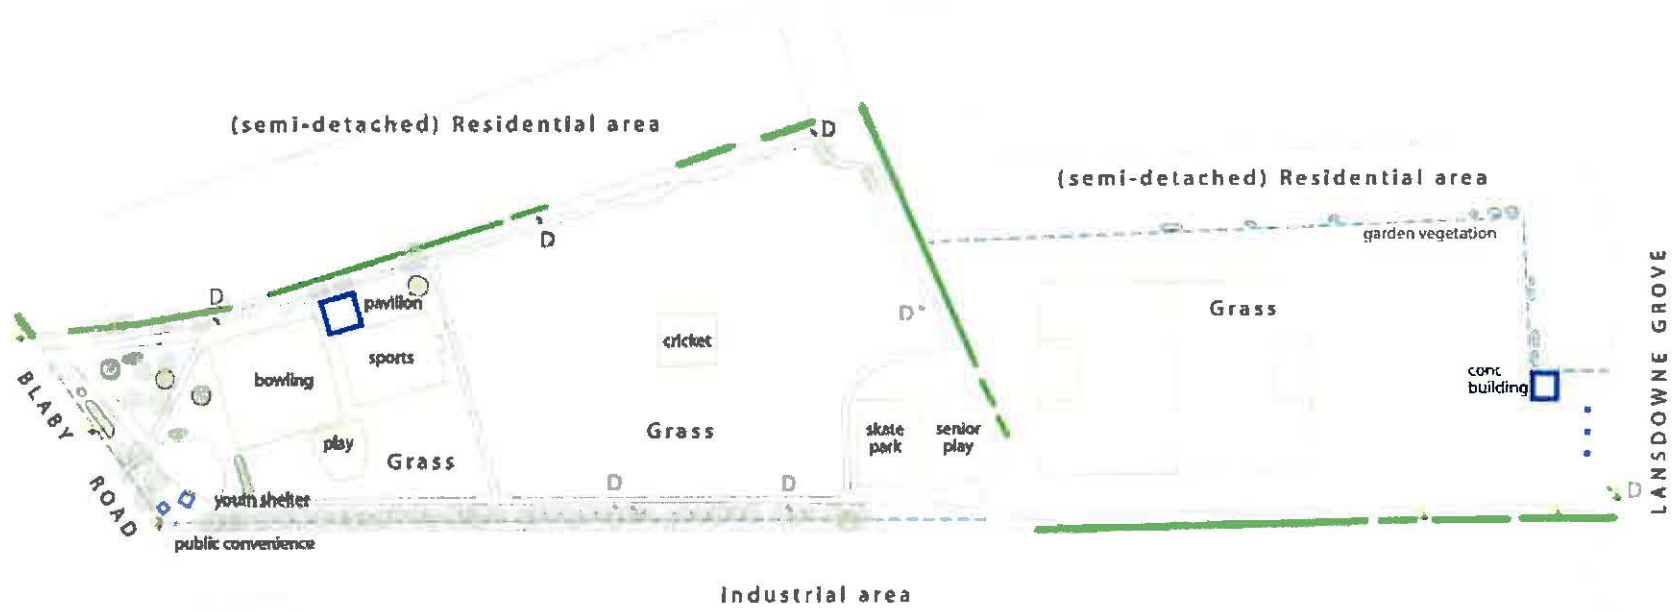 (semi-detached) Residential area
D
(semi-detached) Residential area
garden vegetation
D
D
pavilion
D
Grass
cricket
sports
bowling
conc
building
BLABY ROAD
LANSDOWNE GROVE
play
Grass
Grass
skate
park
senior
play
D
D
D
youth shelter
public convenience
industrial area